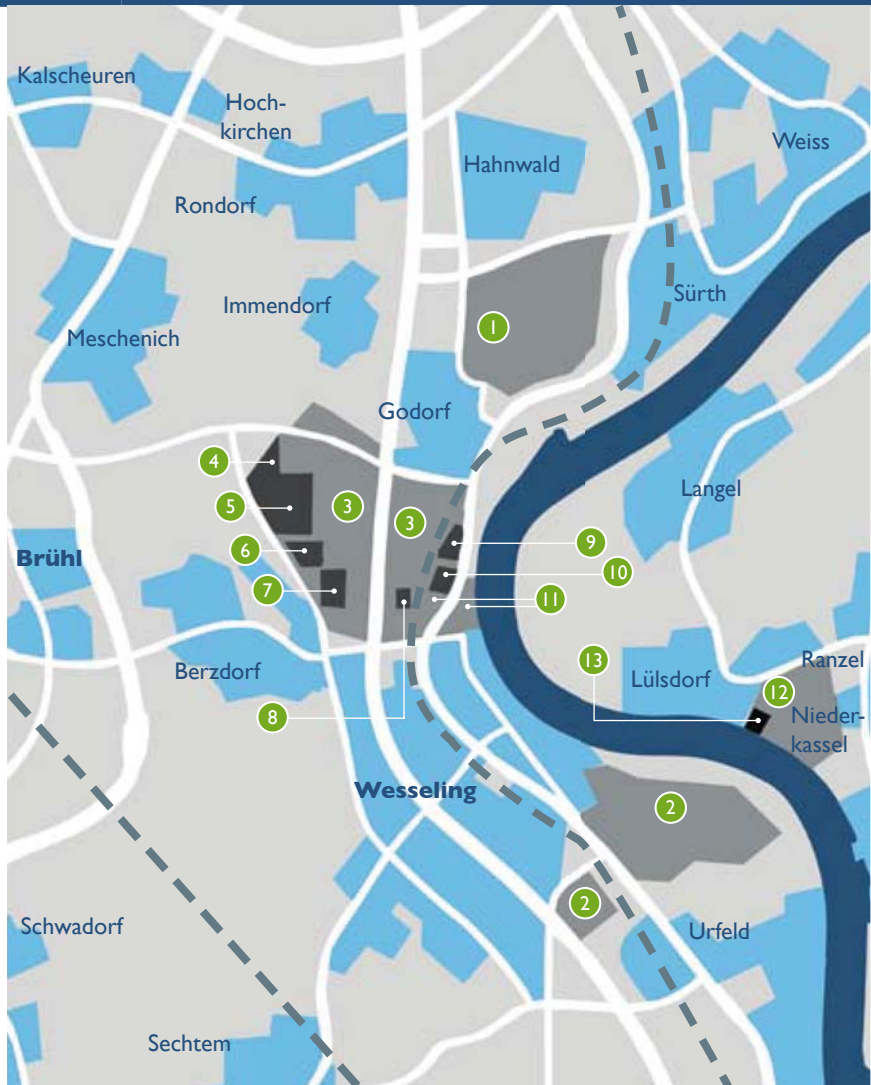 Kalscheuren
Hoch-
kirchen
Weiss
Hahnwald
Rondorf
Sürth
Immendorf
1
Meschenich
Godorf
4
Langel
5
3
3
6
9
Brühl
10
7
11
13
Ranzel
Berzdorf
Lülsdorf
12
8
Nieder-
kassel
Wesseling
2
2
Schwadorf
Urfeld
Sechtem